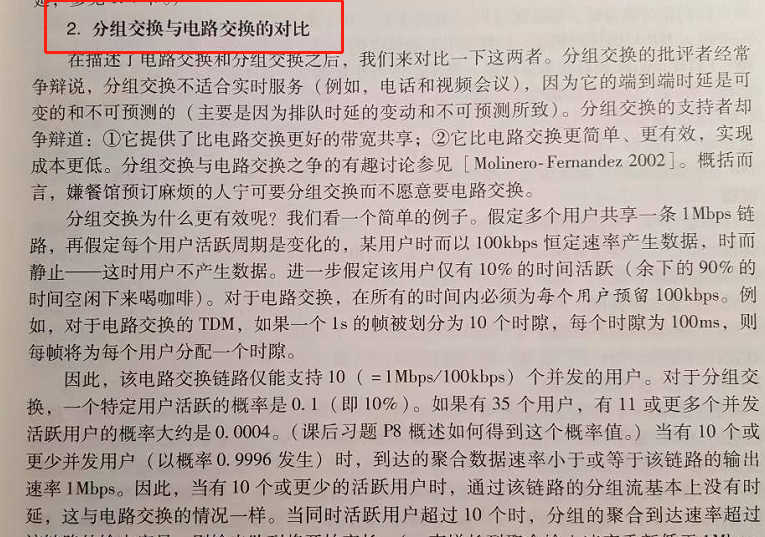 2. 分组交换与电路交换的对比
在描述了电路交换和分组交换之后，我们来对比一下这两者。分组交换的批评者经常
争辩说，分组交换不适合实时服务（例如，电话和视频会议），因为它的端到端时延是可
变的和不可预测的（主要是因为排队时延的变动和不可预测所致）。分组交换的支持者却
争辩道：①它提供了比电路交换更好的带宽共享；②它比电路交换更简单、更有效，实现
成本更低。分组交换与电路交换之争的有趣讨论参见［Molinero-Fernandez 2002］。概括而
言，嫌餐馆预订麻烦的人宁可要分组交换而不愿意要电路交换。
分组交换为什么更有效呢？我们看一个简单的例子。假定多个用户共享一条 1Mbps 链
路，再假定每个用户活跃周期是变化的，某用户时而以 100kbps 恒定速率产生数据，时而
静止——这时用户不产生数据。进一步假定该用户仅有 10% 的时间活跃（余下的 90% 的
时间空闲下来喝咖啡）。对于电路交换，在所有的时间内必须为每个用户预留 100kbps。例
如，对于电路交换的 TDM，如果一个 1s 的帧被划分为 10 个时隙，每个时隙为 100ms，则
每帧将为每个用户分配一个时隙。
因此，该电路交换链路仅能支持 10（=1Mbps/100kbps）个并发的用户。对于分组交
换，一个特定用户活跃的概率是 0.1（即 10%）。如果有 35 个用户，有 11 或更多个并发
活跃用户的概率大约是 0.0004。（课后习题 P8 概述如何得到这个概率值。）当有 10 个或
更少并发用户（以概率 0.9996 发生）时，到达的聚合数据速率小于或等于该链路的输出
速率 1Mbps。因此，当有 10 个或更少的活跃用户时，通过该链路的分组流基本上没有时
延，这与电路交换的情况一样。当同时活跃用户超过 10 个时，分组的聚合到达速率超过